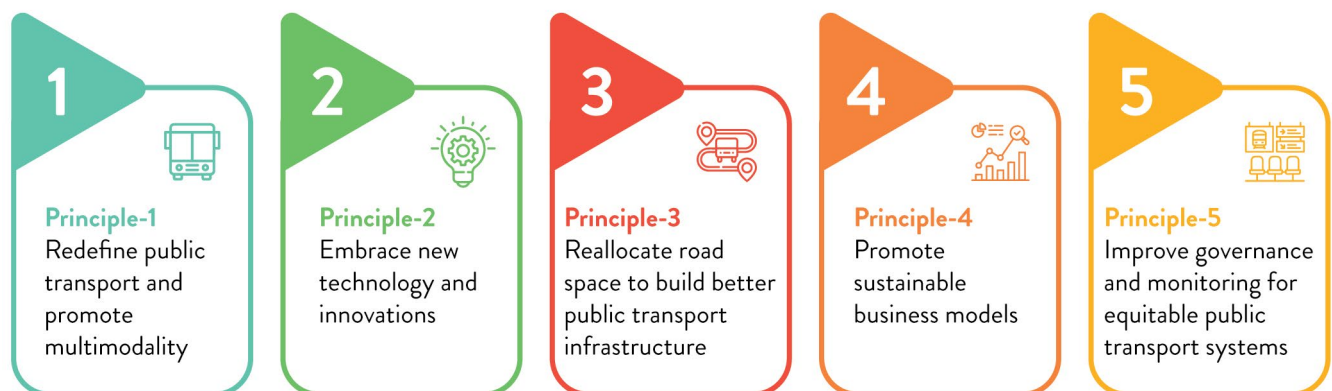 1
Principle-1
Redefine public
transport and
promote
multimodality
2
Principle-2
Embrace new
technology and
innovations
3
Principle-3
Reallocate road
space to build better
public transport
infrastructure
4
Principle-4
Promote
sustainable
business models
5
Principle-5
Improve governance
and monitoring for
equitable public
transport systems